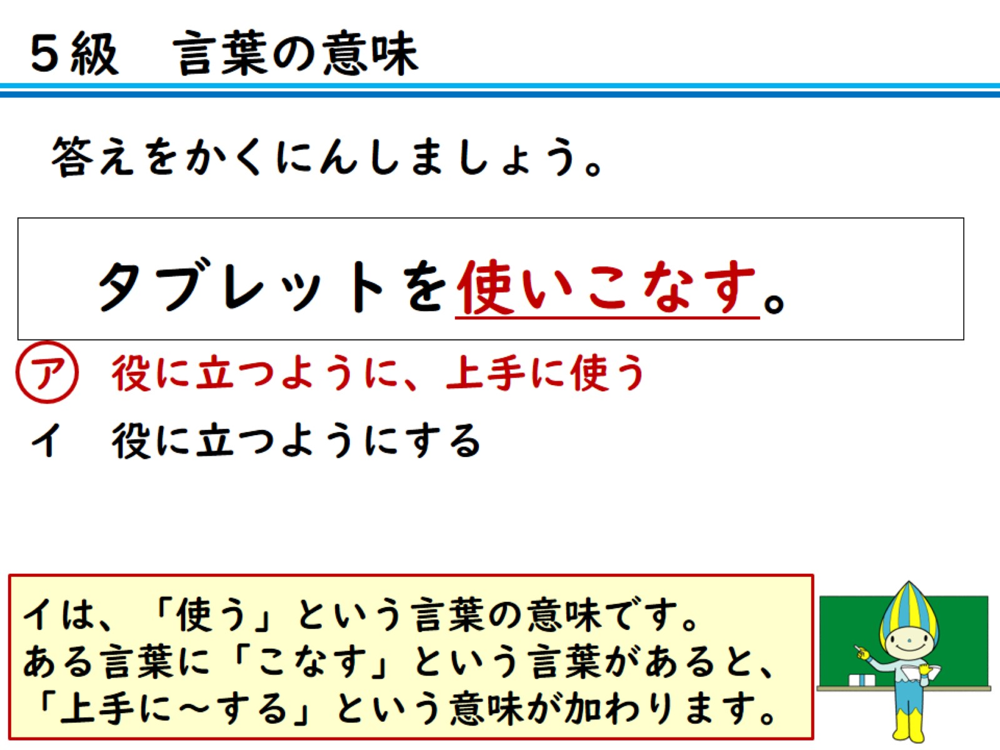 ５級　言葉の意味
答えをかくにんしましょう。
タブレットを使いこなす。
ア　役に立つように、上手に使う
イ　役に立つようにする
イは、「使う」という言葉の意味です。
ある言葉に「こなす」という言葉があると、
「上手に～する」という意味が加わります。